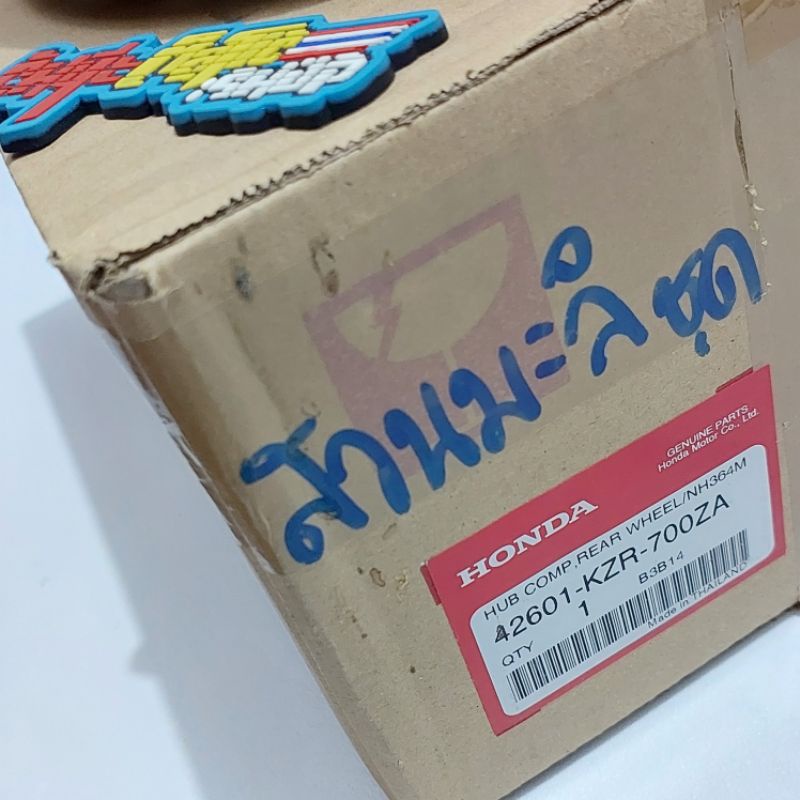 สานมะลิ ชุด
GENUINE PARTS
Honda Motor Co., Ltd.
HONDA
HUB COMP,REAR WHEEL/NH364M
42601-KZR-700ZA
QTY 1 B3B14
Made in THAILAND